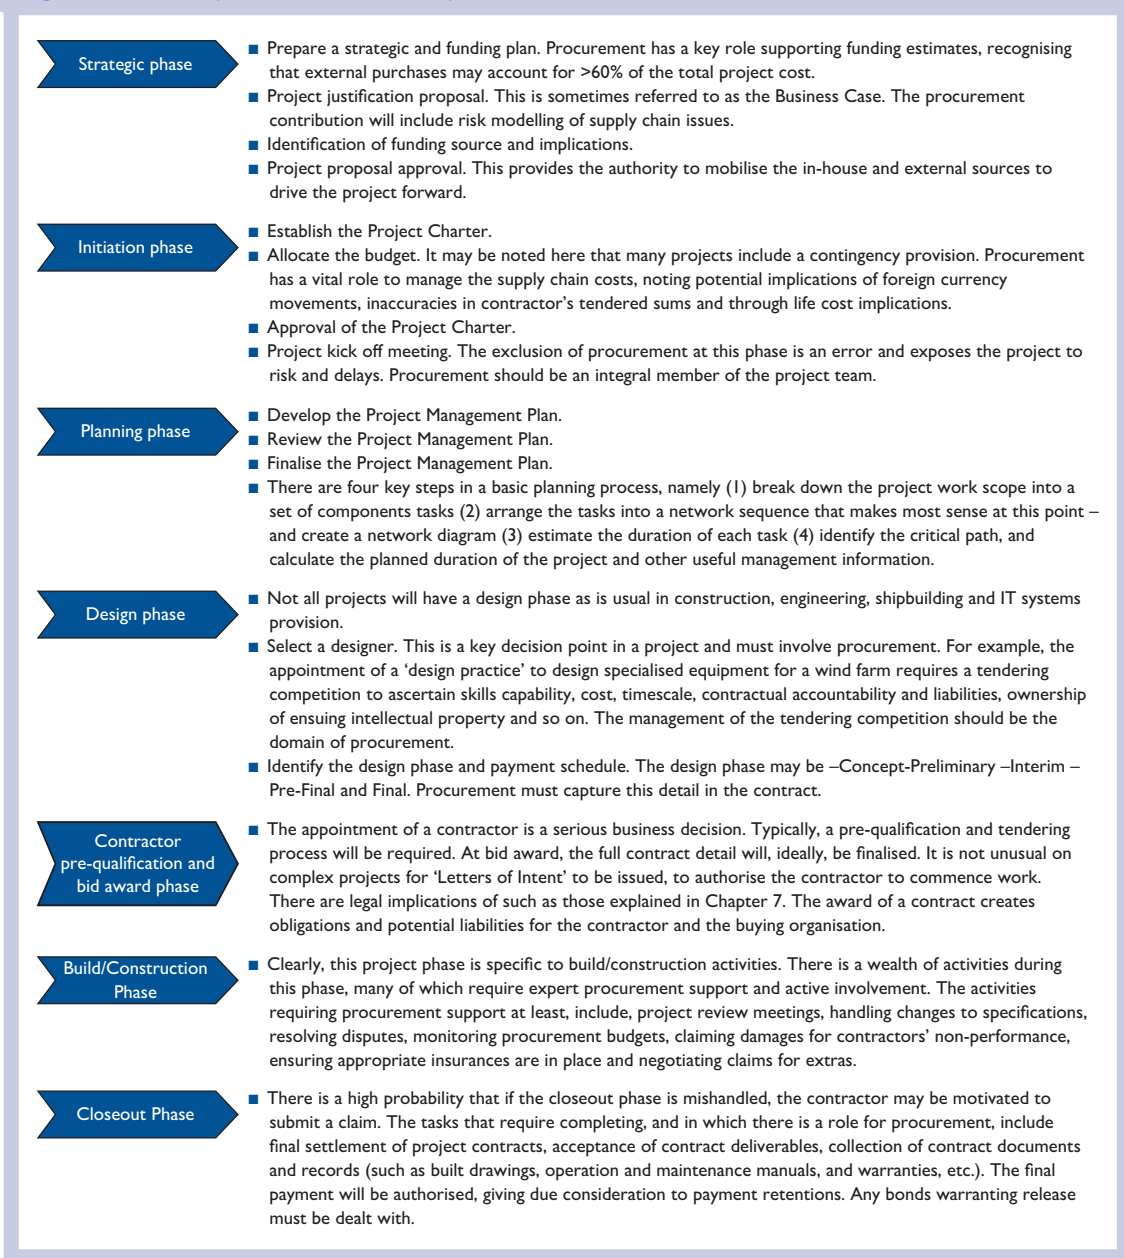 Strategic phase
■ Prepare a strategic and funding plan. Procurement has a key role supporting funding estimates, recognising
that external purchases may account for >60% of the total project cost.
■ Project justification proposal. This is sometimes referred to as the Business Case. The procurement
contribution will include risk modelling of supply chain issues.
■ Identification of funding source and implications.
■ Project proposal approval. This provides the authority to mobilise the in-house and external sources to
drive the project forward.
Initiation phase
■ Establish the Project Charter.
■ Allocate the budget. It may be noted here that many projects include a contingency provision. Procurement
has a vital role to manage the supply chain costs, noting potential implications of foreign currency
movements, inaccuracies in contractor's tendered sums and through life cost implications.
■ Approval of the Project Charter.
■ Project kick off meeting. The exclusion of procurement at this phase is an error and exposes the project to
risk and delays. Procurement should be an integral member of the project team.
Planning phase
■ Develop the Project Management Plan.
■ Review the Project Management Plan.
■ Finalise the Project Management Plan.
■ There are four key steps in a basic planning process, namely (1) break down the project work scope into a
set of components tasks (2) arrange the tasks into a network sequence that makes most sense at this point –
and create a network diagram (3) estimate the duration of each task (4) identify the critical path, and
calculate the planned duration of the project and other useful management information.
Design phase
■ Not all projects will have a design phase as is usual in construction, engineering, shipbuilding and IT systems
provision.
■ Select a designer. This is a key decision point in a project and must involve procurement. For example, the
appointment of a 'design practice' to design specialised equipment for a wind farm requires a tendering
competition to ascertain skills capability, cost, timescale, contractual accountability and liabilities, ownership
of ensuing intellectual property and so on. The management of the tendering competition should be the
domain of procurement.
■ Identify the design phase and payment schedule. The design phase may be –Concept-Preliminary –Interim –
Pre-Final and Final. Procurement must capture this detail in the contract.
Contractor
pre-qualification and
bid award phase
■ The appointment of a contractor is a serious business decision. Typically, a pre-qualification and tendering
process will be required. At bid award, the full contract detail will, ideally, be finalised. It is not unusual on
complex projects for 'Letters of Intent' to be issued, to authorise the contractor to commence work.
There are legal implications of such as those explained in Chapter 7. The award of a contract creates
obligations and potential liabilities for the contractor and the buying organisation.
Build/Construction
Phase
■ Clearly, this project phase is specific to build/construction activities. There is a wealth of activities during
this phase, many of which require expert procurement support and active involvement. The activities
requiring procurement support at least, include, project review meetings, handling changes to specifications,
resolving disputes, monitoring procurement budgets, claiming damages for contractors' non-performance,
ensuring appropriate insurances are in place and negotiating claims for extras.
Closeout Phase
■ There is a high probability that if the closeout phase is mishandled, the contractor may be motivated to
submit a claim. The tasks that require completing, and in which there is a role for procurement, include
final settlement of project contracts, acceptance of contract deliverables, collection of contract documents
and records (such as built drawings, operation and maintenance manuals, and warranties, etc.). The final
payment will be authorised, giving due consideration to payment retentions. Any bonds warranting release
must be dealt with.